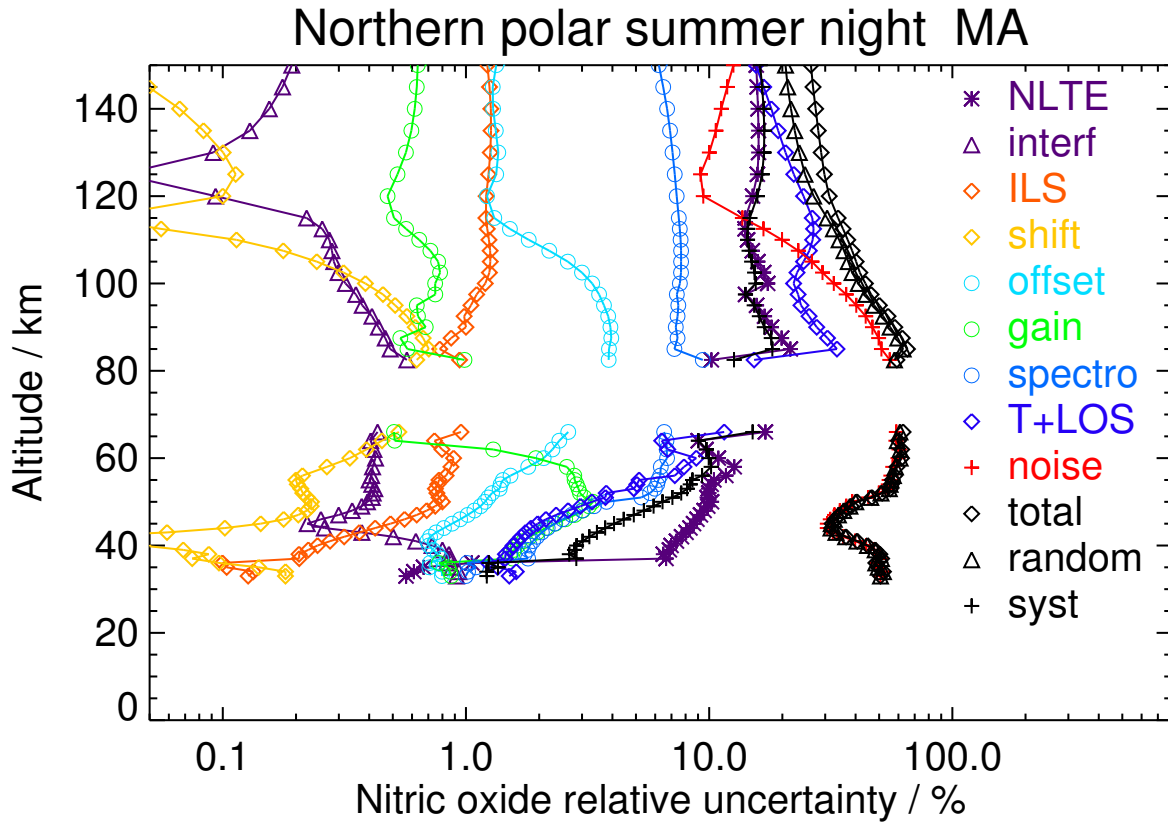 Northern polar summer night MA
140
120
100
80
60
40
20
0
Altitude / km
0.1 1.0 10.0 100.0
Nitric oxide relative uncertainty / %
NLTE
interf
ILS
shift
offset
gain
spectro
T+LOS
noise
total
random
syst